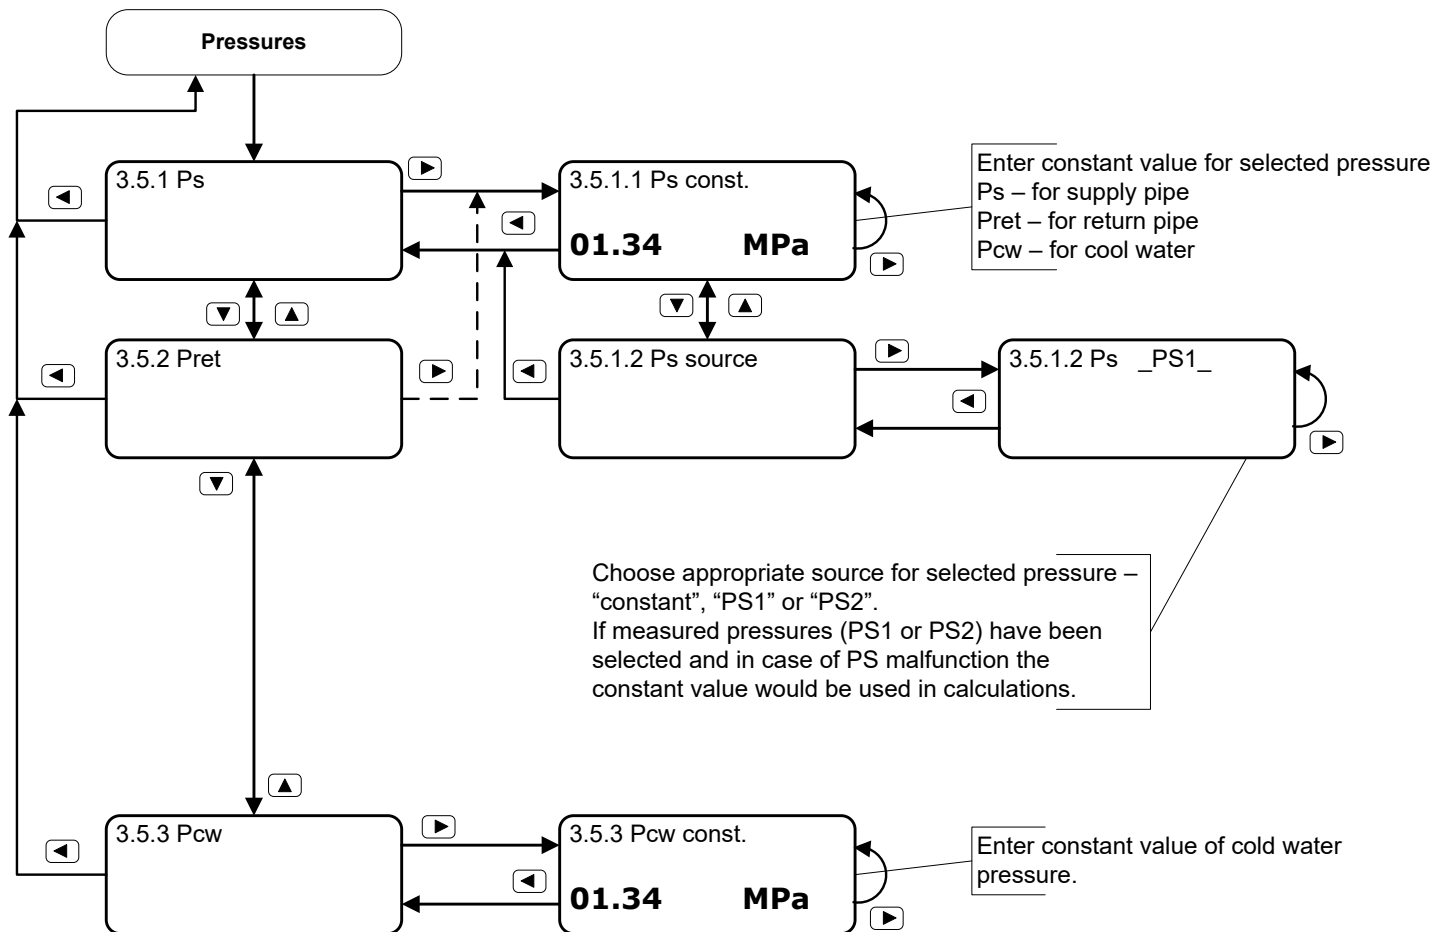 Pressures
3.5.1 Ps
3.5.1.1 Ps const.
01.34 MPa
Enter constant value for selected pressure
Ps – for supply pipe
Pret – for return pipe
Pcw – for cool water
3.5.2 Pret
3.5.1.2 Ps source
3.5.1.2 Ps _PS1_
Choose appropriate source for selected pressure –
“constant”, “PS1” or “PS2”.
If measured pressures (PS1 or PS2) have been
selected and in case of PS malfunction the
constant value would be used in calculations.
3.5.3 Pcw
3.5.3 Pcw const.
01.34 MPa
Enter constant value of cold water
pressure.